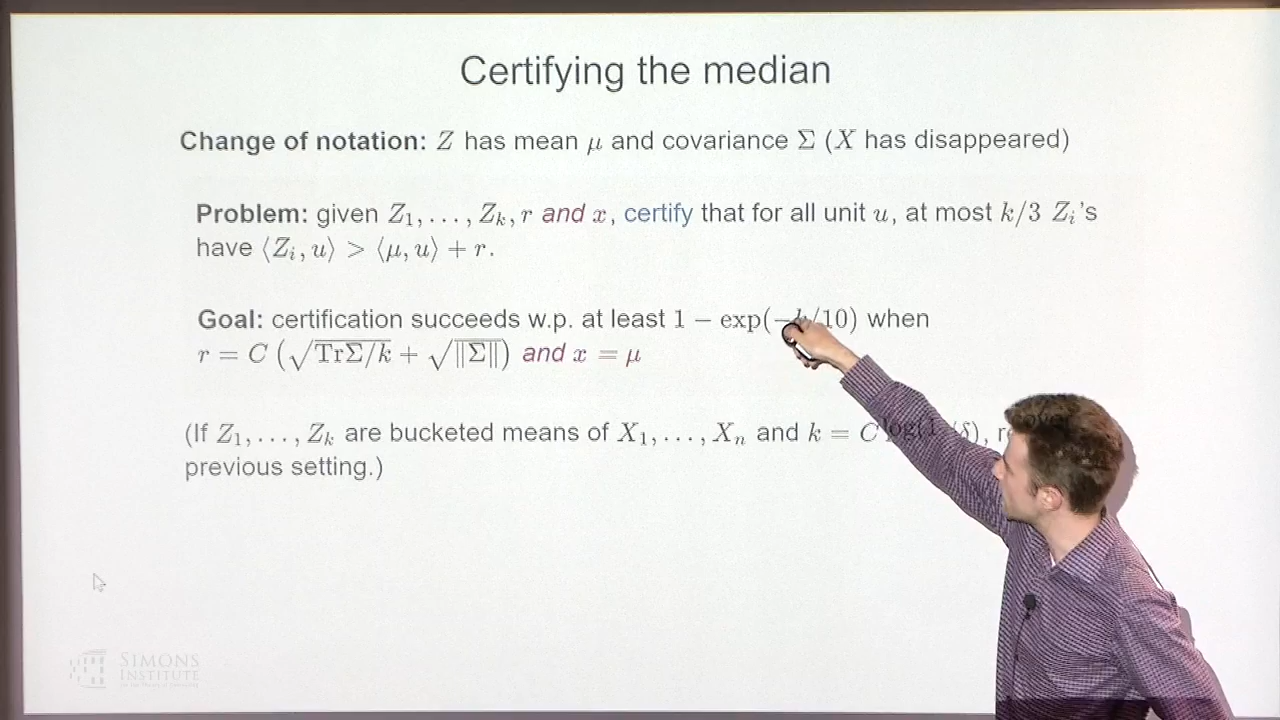 Certifying the median
Change of notation: Z has mean μ and covariance Σ (X has disappeared)
Problem: given Z₁, . . . , Zₖ, r and x, certify that for all unit u, at most k/3 Zᵢ's
have ⟨Zᵢ, u⟩ > ⟨μ, u⟩ + r.
Goal: certification succeeds w.p. at least 1 − exp(−k/10) when
r = C (√TrΣ/k + √‖Σ‖) and x = μ
(If Z₁, . . . , Zₖ are bucketed means of X₁, . . . , Xₙ and k = C log(1/δ),
previous setting.)
SIMONS
INSTITUTE